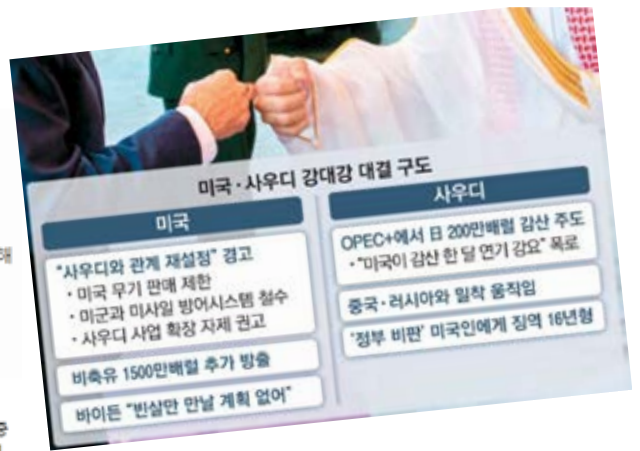 미국·사우디 강대강 대결 구도
미국
"사우디와 관계 재설정" 경고
· 미국 무기 판매 제한
· 미군과 미사일 방어시스템 철수
· 사우디 사업 확장 자제 권고
비축유 1500만배럴 추가 방출
바이든 "빈살만 만날 계획 없어"
사우디
OPEC+에서 日 200만배럴 감산 주도
· "미국이 감산 한 달 연기 강요" 폭로
중국·러시아와 밀착 움직임
'정부 비판' 미국인에게 징역 16년형
해